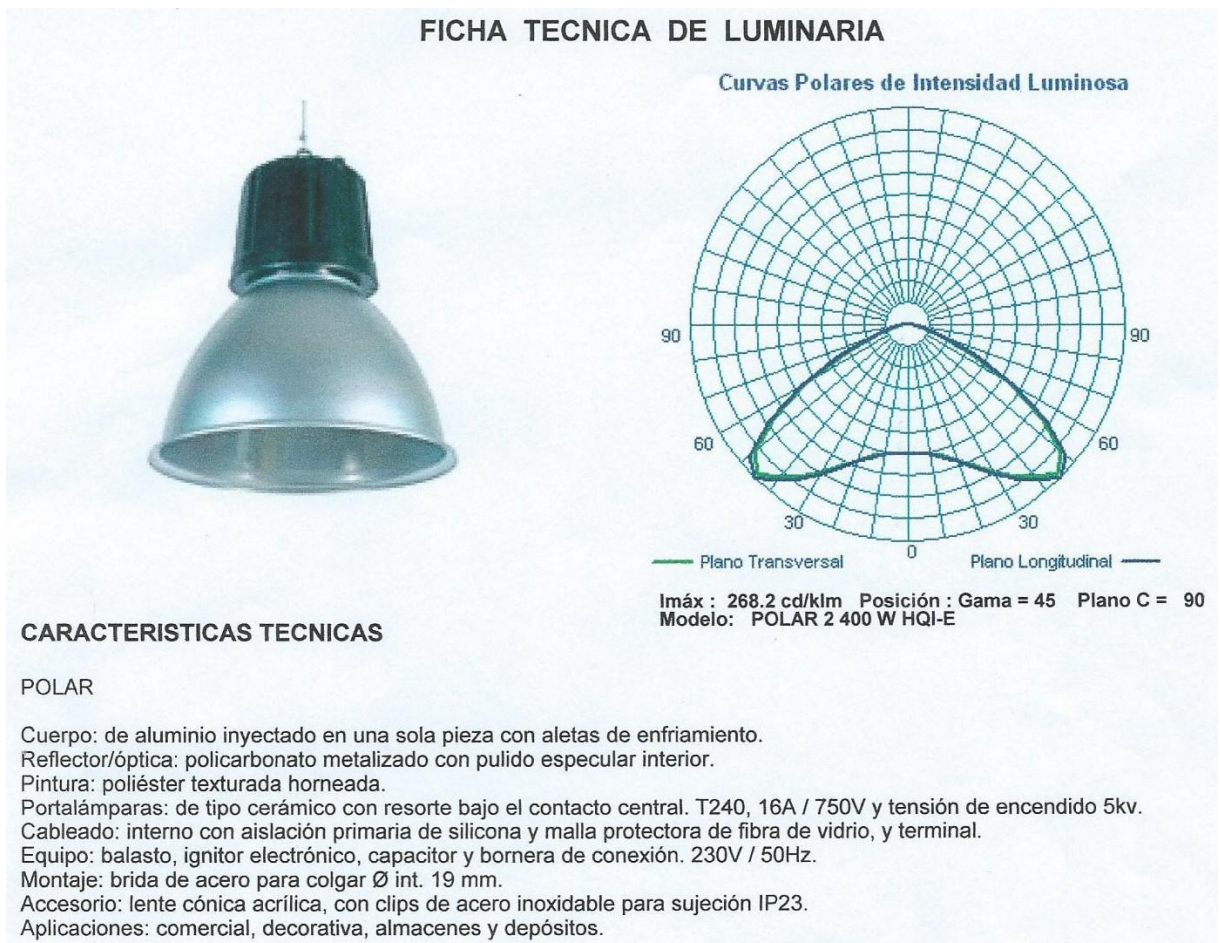 FICHA TECNICA DE LUMINARIA
Curvas Polares de Intensidad Luminosa
90
90
60
60
30
30
0
Plano Transversal
Plano Longitudinal
Imáx : 268.2 cd/klm Posición : Gama = 45 Plano C = 90
Modelo: POLAR 2 400 W HQI-E
CARACTERISTICAS TECNICAS
POLAR
Cuerpo: de aluminio inyectado en una sola pieza con aletas de enfriamiento.
Reflector/óptica: policarbonato metalizado con pulido especular interior.
Pintura: poliéster texturada horneada.
Portalámparas: de tipo cerámico con resorte bajo el contacto central. T240, 16A / 750V y tensión de encendido 5kv.
Cableado: interno con aislación primaria de silicona y malla protectora de fibra de vidrio, y terminal.
Equipo: balasto, ignitor electrónico, capacitor y bornera de conexión. 230V / 50Hz.
Montaje: brida de acero para colgar Ø int. 19 mm.
Accesorio: lente cónica acrílica, con clips de acero inoxidable para sujeción IP23.
Aplicaciones: comercial, decorativa, almacenes y depósitos.